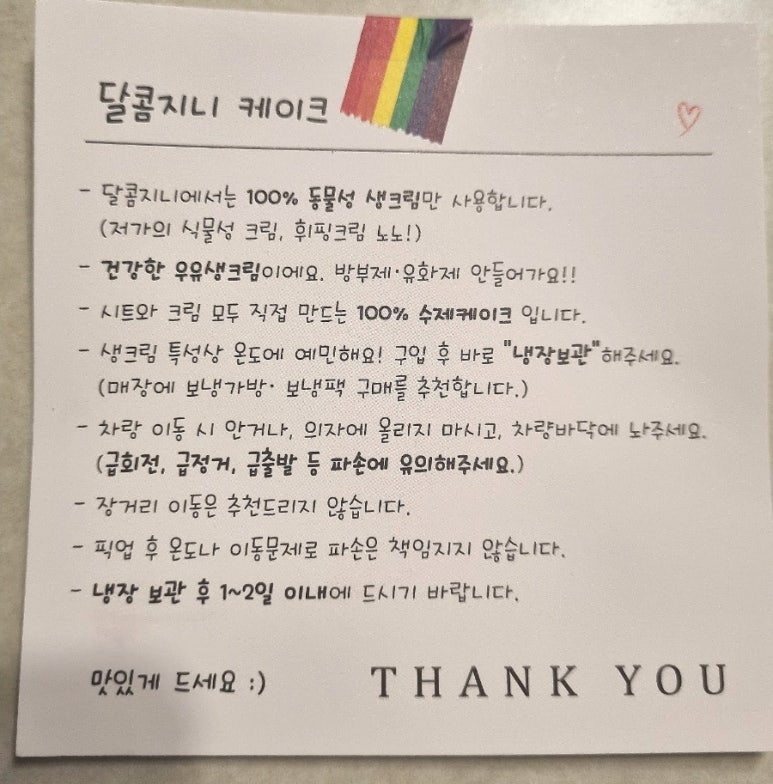 달콤지니 케이크
- 달콤지니에서는 100% 동물성 생크림만 사용합니다.
(저가의 식물성 크림, 휘핑크림 노노!)
- 건강한 우유생크림이에요. 방부제·유화제 안들어가요!!
- 시트와 크림 모두 직접 만드는 100% 수제케이크 입니다.
- 생크림 특성상 온도에 예민해요! 구입 후 바로 "냉장보관"해주세요.
(매장에 보냉가방· 보냉팩 구매를 추천합니다.)
- 차량 이동 시 안거나, 의자에 올리지 마시고, 차량바닥에 놔주세요.
(급회전, 급정거, 급출발 등 파손에 유의해주세요.)
- 장거리 이동은 추천드리지 않습니다.
- 픽업 후 온도나 이동문제로 파손은 책임지지 않습니다.
- 냉장 보관 후 1~2일 이내에 드시기 바랍니다.
맛있게 드세요 :)
THANK YOU